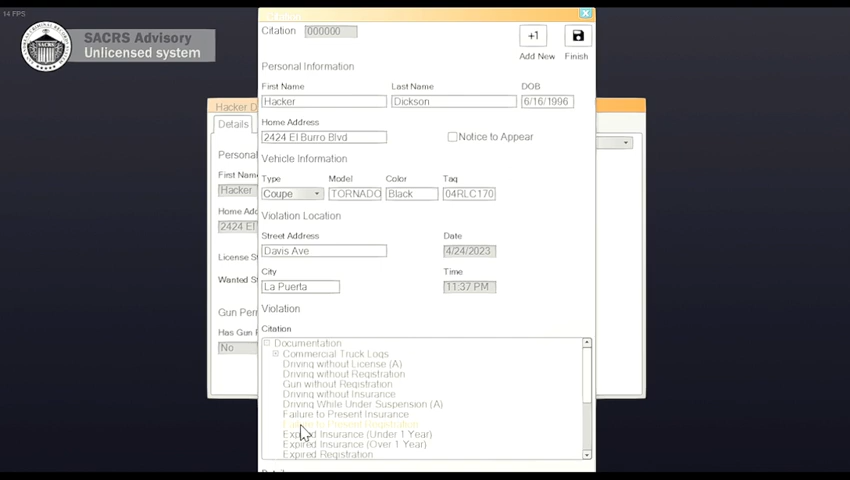 14 FPS
SACRS Advisory
Unlicensed system
Citation 000000
+1
Add New Finish
Personal Information
First Name Last Name DOB
Hacker Dickson 6/16/1996
Home Address
2424 El Burro Blvd Notice to Appear
Vehicle Information
Type Model Color Tag
Coupe TORNADO Black 04RLC170
Violation Location
Street Address Date
Davis Ave 4/24/2023
City Time
La Puerta 11:37 PM
Violation
Citation
Documentation
Commercial Truck Logs
Driving without License (A)
Driving without Registration
Gun without Registration
Driving without Insurance
Driving While Under Suspension (A)
Failure to Present Insurance
Failure to Present Registration
Expired Insurance (Under 1 Year)
Expired Insurance (Over 1 Year)
Expired Registration
Hacker D
Details
Personal
First Nam
Hacker
Home Add
2424 El
License St
Wanted S
Gun Perm
Has Gun
No